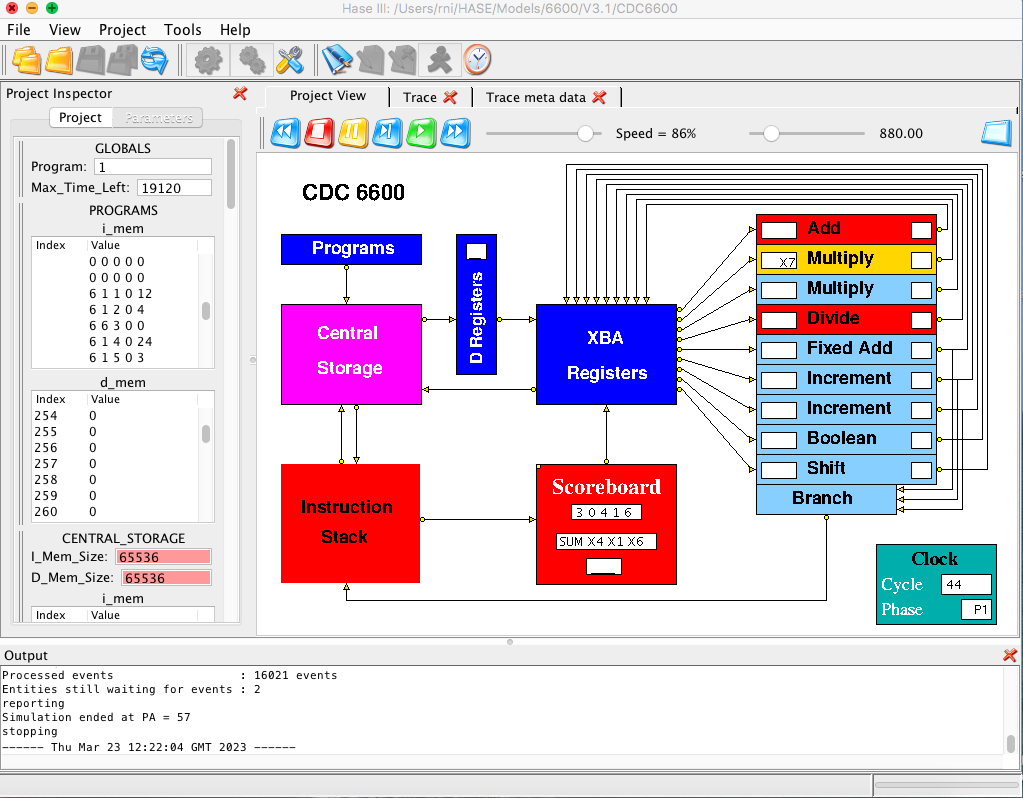 Hase III: /Users/rni/HASE/Models/6600/V3.1/CDC6600
File View Project Tools Help
Project Inspector
Project Parameters
GLOBALS
Program: 1
Max_Time_Left: 19120
PROGRAMS
i_mem
Index Value
0 0 0 0 0
0 0 0 0 0
6 1 1 0 12
6 1 2 0 4
6 6 3 0 0
6 1 4 0 24
6 1 5 0 3
d_mem
Index Value
254 0
255 0
256 0
257 0
258 0
259 0
260 0
CENTRAL_STORAGE
I_Mem_Size: 65536
D_Mem_Size: 65536
i_mem
Index Value
Project View Trace Trace meta data
Speed = 86% 880.00
CDC 6600
Programs
Central
Storage
D Registers
XBA
Registers
Instruction
Stack
Scoreboard
3 0 4 1 6
SUM X4 X1 X6
Add
X7 Multiply
Multiply
Divide
Fixed Add
Increment
Increment
Boolean
Shift
Branch
Clock
Cycle 44
Phase P1
Output
Processed events : 16021 events
Entities still waiting for events : 2
reporting
Simulation ended at PA = 57
stopping
------ Thu Mar 23 12:22:04 GMT 2023 ------